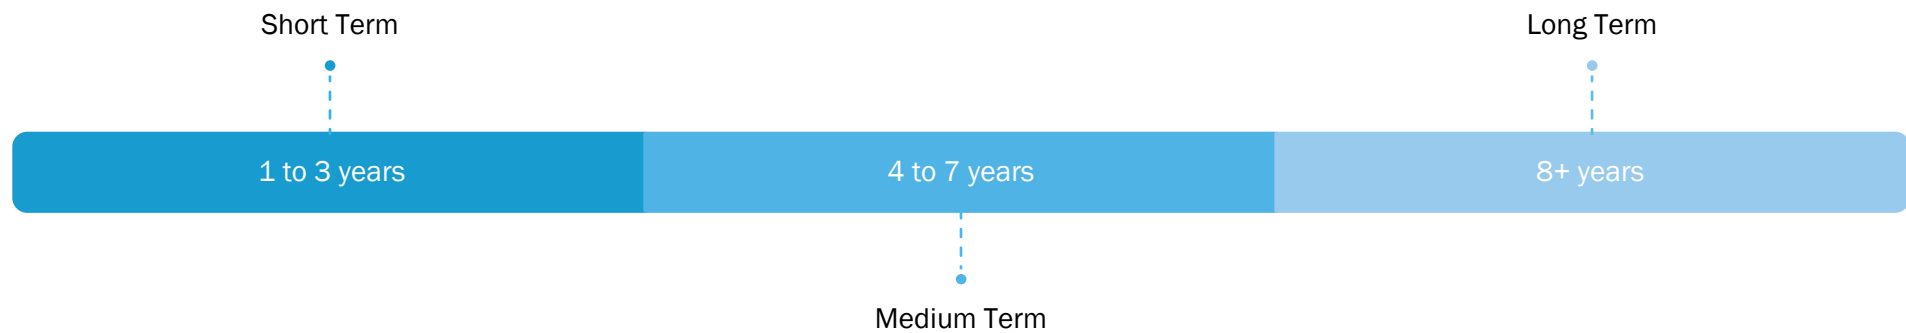 Short Term
Long Term
1 to 3 years
4 to 7 years
8+ years
Medium Term